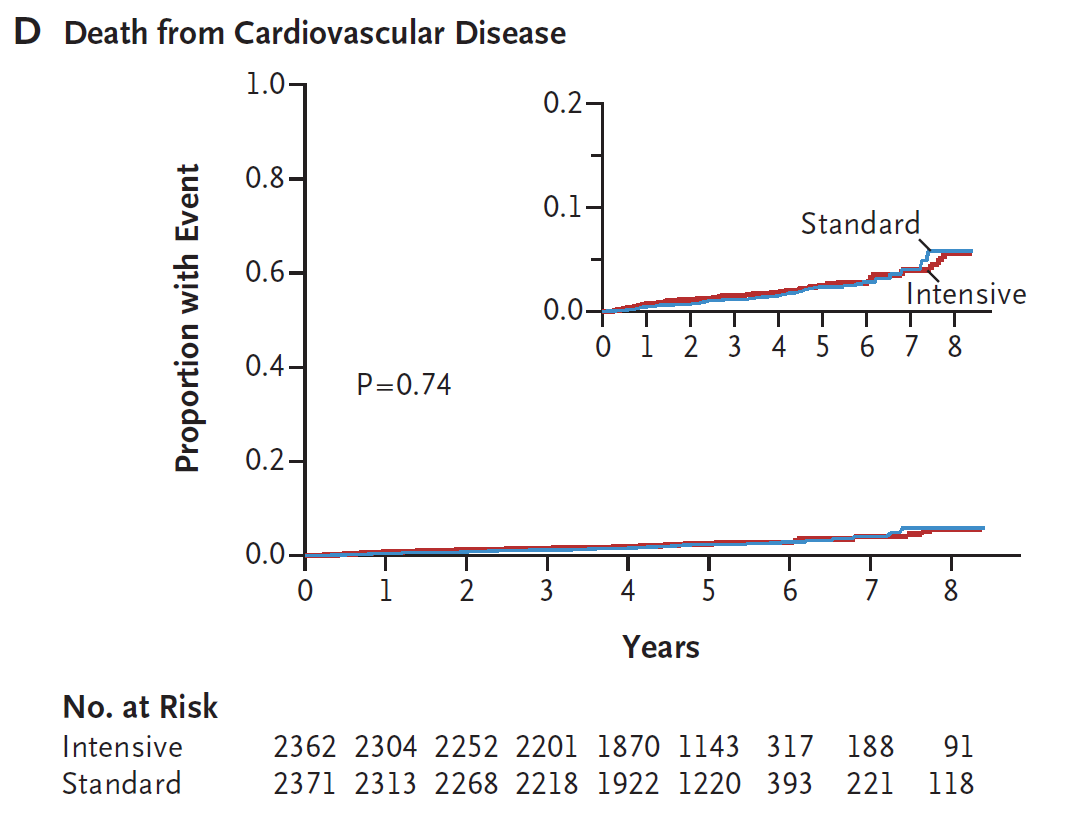 D Death from Cardiovascular Disease
Proportion with Event
1.0
0.8
0.6
0.4
0.2
0.0
P=0.74
0 1 2 3 4 5 6 7 8
Years
0.2
0.1
0.0
Standard
Intensive
0 1 2 3 4 5 6 7 8
No. at Risk
Intensive 2362 2304 2252 2201 1870 1143 317 188 91
Standard 2371 2313 2268 2218 1922 1220 393 221 118